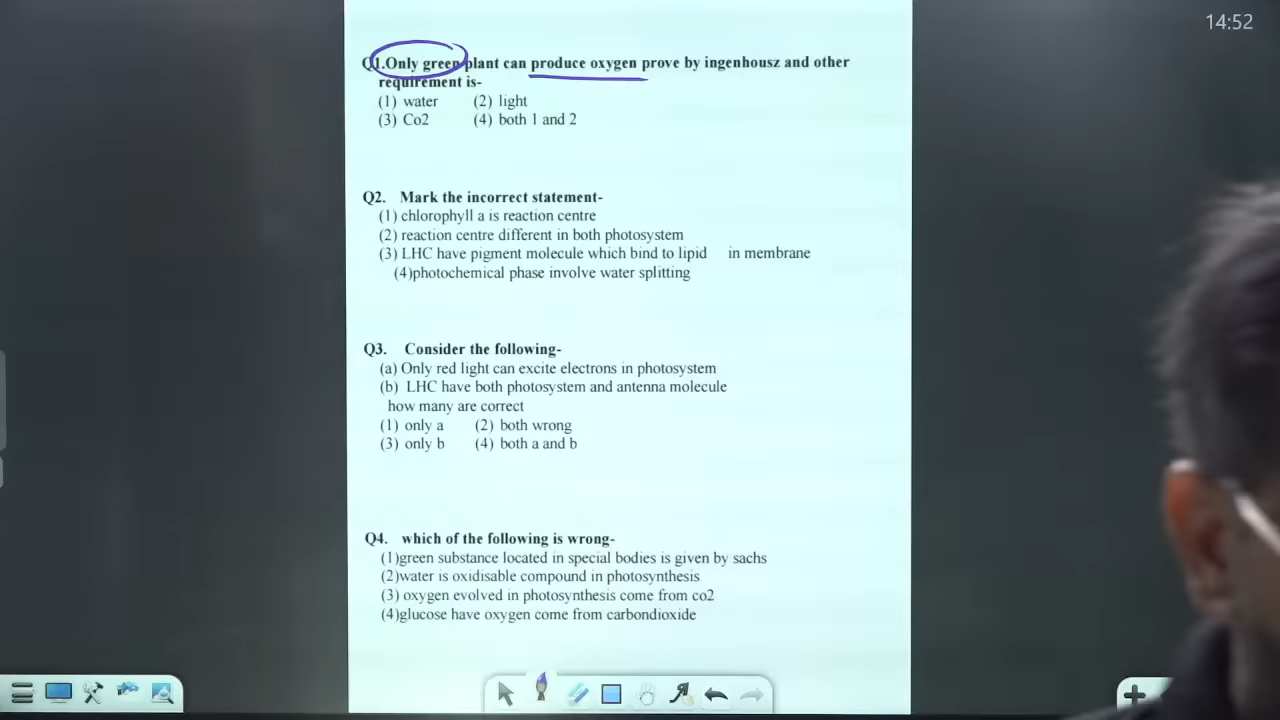 14:52
Q1.Only green plant can produce oxygen prove by ingenhousz and other
requirement is-
(1) water (2) light
(3) Co2 (4) both 1 and 2
Q2. Mark the incorrect statement-
(1) chlorophyll a is reaction centre
(2) reaction centre different in both photosystem
(3) LHC have pigment molecule which bind to lipid in membrane
(4)photochemical phase involve water splitting
Q3. Consider the following-
(a) Only red light can excite electrons in photosystem
(b) LHC have both photosystem and antenna molecule
how many are correct
(1) only a (2) both wrong
(3) only b (4) both a and b
Q4. which of the following is wrong-
(1)green substance located in special bodies is given by sachs
(2)water is oxidisable compound in photosynthesis
(3) oxygen evolved in photosynthesis come from co2
(4)glucose have oxygen come from carbondioxide